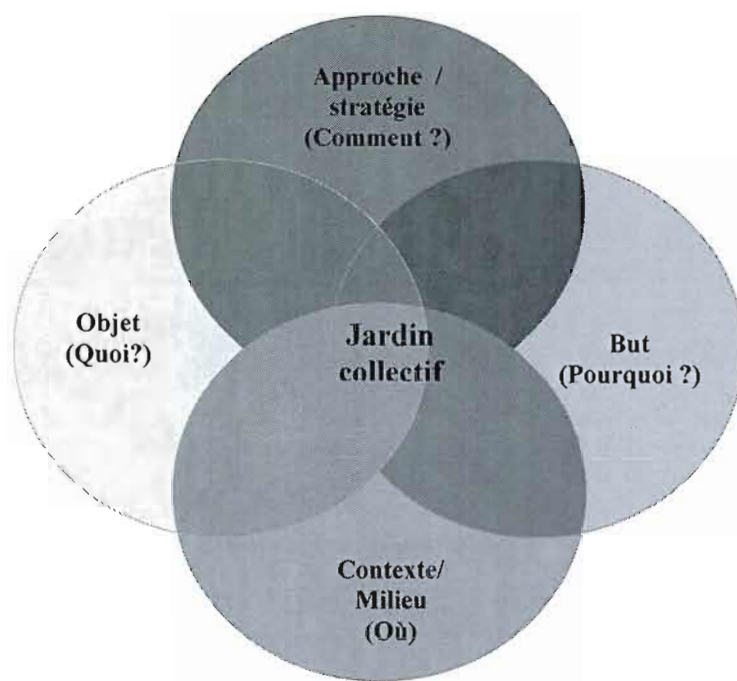 Approche /
stratégie
(Comment ?)
Objet
(Quoi?)
Jardin
collectif
But
(Pourquoi ?)
Contexte/
Milieu
(Où)